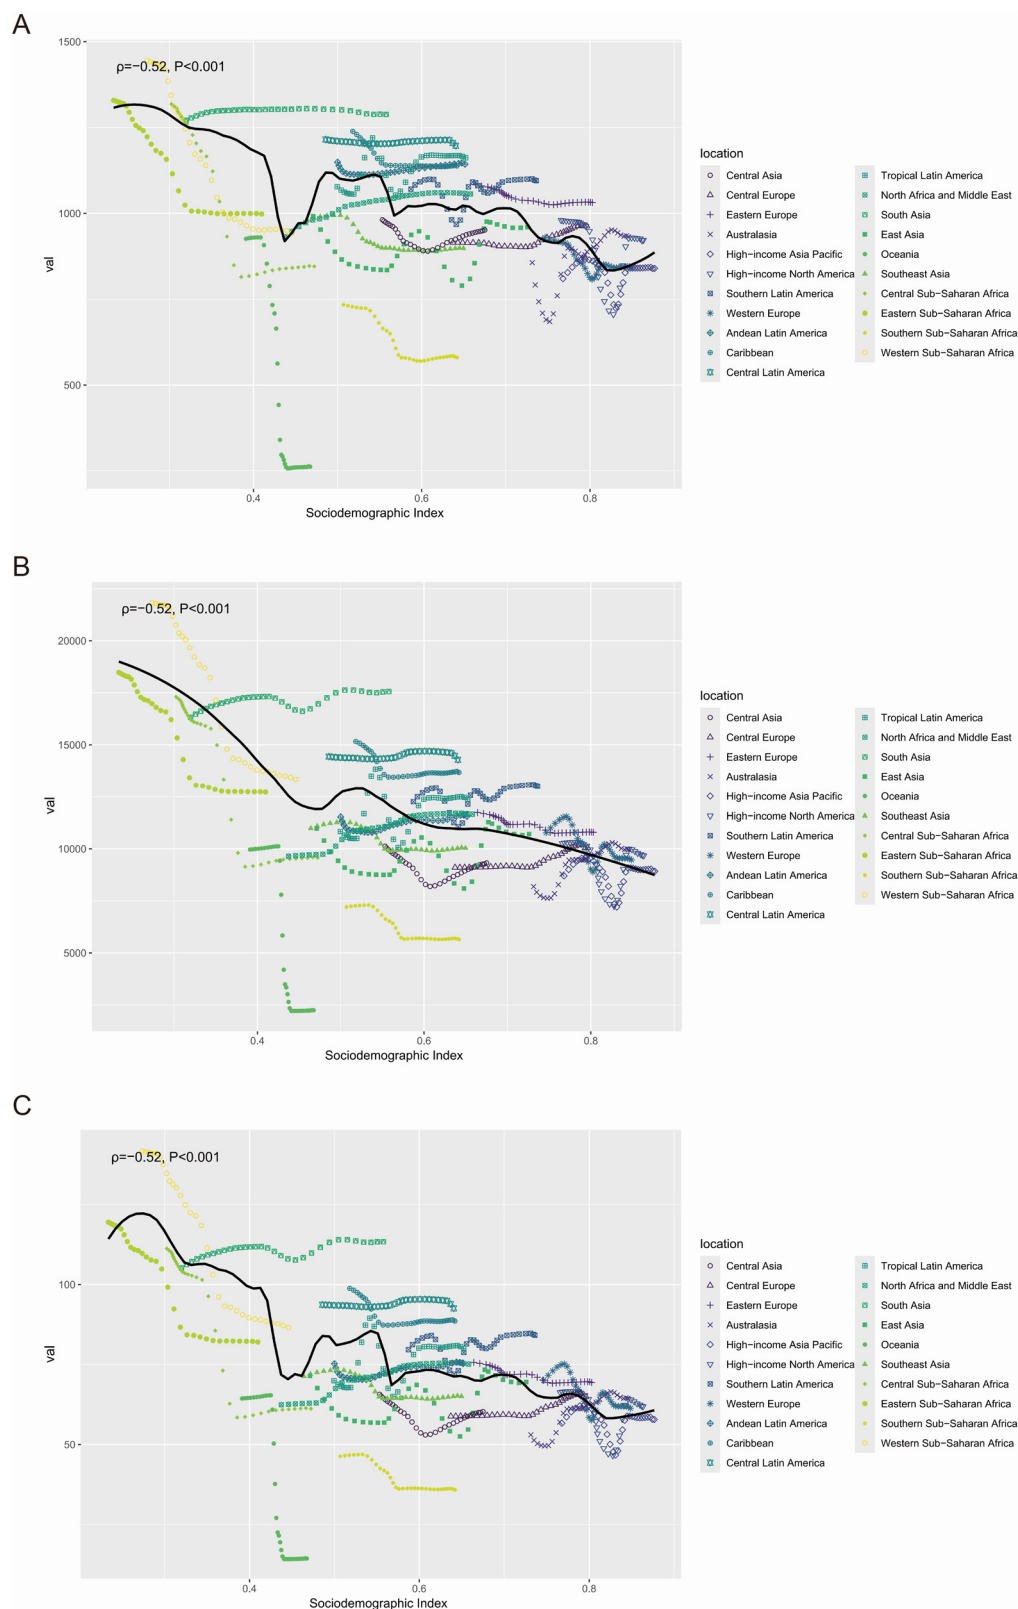 A
1500
1000
500
val
ρ=−0.52, P<0.001
0.4 0.6 0.8
Sociodemographic Index
location
Central Asia
Central Europe
Eastern Europe
Australasia
High−income Asia Pacific
High−income North America
Southern Latin America
Western Europe
Andean Latin America
Caribbean
Central Latin America
Tropical Latin America
North Africa and Middle East
South Asia
East Asia
Oceania
Southeast Asia
Central Sub−Saharan Africa
Eastern Sub−Saharan Africa
Southern Sub−Saharan Africa
Western Sub−Saharan Africa
B
20000
15000
10000
5000
val
ρ=−0.52, P<0.001
0.4 0.6 0.8
Sociodemographic Index
location
Central Asia
Central Europe
Eastern Europe
Australasia
High−income Asia Pacific
High−income North America
Southern Latin America
Western Europe
Andean Latin America
Caribbean
Central Latin America
Tropical Latin America
North Africa and Middle East
South Asia
East Asia
Oceania
Southeast Asia
Central Sub−Saharan Africa
Eastern Sub−Saharan Africa
Southern Sub−Saharan Africa
Western Sub−Saharan Africa
C
100
50
val
ρ=−0.52, P<0.001
0.4 0.6 0.8
Sociodemographic Index
location
Central Asia
Central Europe
Eastern Europe
Australasia
High−income Asia Pacific
High−income North America
Southern Latin America
Western Europe
Andean Latin America
Caribbean
Central Latin America
Tropical Latin America
North Africa and Middle East
South Asia
East Asia
Oceania
Southeast Asia
Central Sub−Saharan Africa
Eastern Sub−Saharan Africa
Southern Sub−Saharan Africa
Western Sub−Saharan Africa